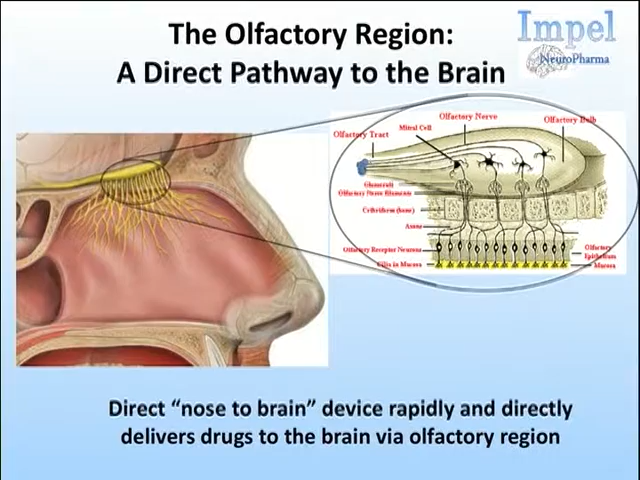 The Olfactory Region:
A Direct Pathway to the Brain
Impel
NeuroPharma
Olfactory Nerve
Olfactory Bulb
Mitral Cell
Olfactory Tract
Glomeruli
Olfactory Nerve filaments
Cribriform (bone)
Axons
Olfactory Receptor Neurons
Cilia in Mucosa
Olfactory
Epithelium
Mucosa
Direct “nose to brain” device rapidly and directly
delivers drugs to the brain via olfactory region